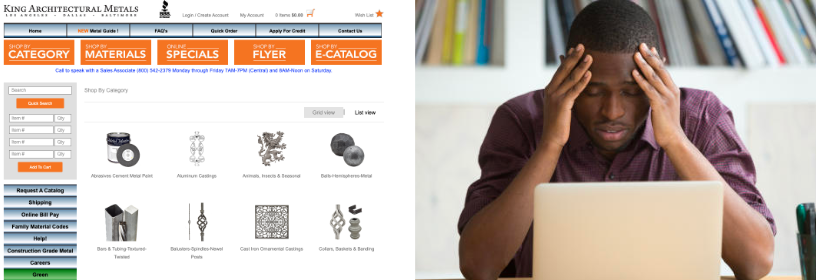 KING ARCHITECTURAL METALS
LOS ANGELES - DALLAS - BALTIMORE
Login / Create Account
My Account
0 Items $0.00
Wish List
Home
NEW Metal Guide !
FAQ's
Quick Order
Apply For Credit
Contact Us
SHOP BY
CATEGORY
SHOP BY
MATERIALS
ONLINE
SPECIALS
SHOP BY
FLYER
SHOP BY
E-CATALOG
Call to speak with a Sales Associate (800) 542-2379 Monday through Friday 7AM-7PM (Central) and 8AM-Noon on Saturday.
Search
Quick Search
Item #
Qty
Item #
Qty
Item #
Qty
Item #
Qty
Add To Cart
Request A Catalog
Shipping
Online Bill Pay
Family Material Codes
Help!
Construction Grade Metal
Careers
Green
Shop By Category
Grid view
List view
Abrasives Cement Metal Paint
Aluminum Castings
Animals, Insects & Seasonal
Balls-Hemispheres-Metal
Bars & Tubing-Textured-
Twisted
Balusters-Spindles-Newel
Posts
Cast Iron Ornamental Castings
Collars, Baskets & Banding